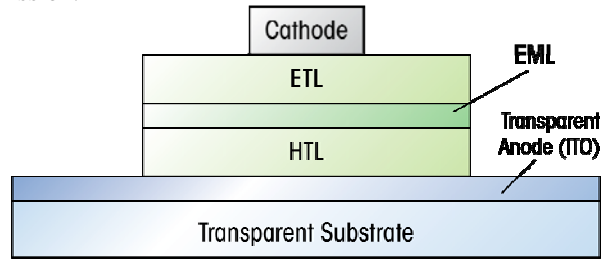 Cathode
ETL
EML
HTL
Transparent
Anode (ITO)
Transparent Substrate